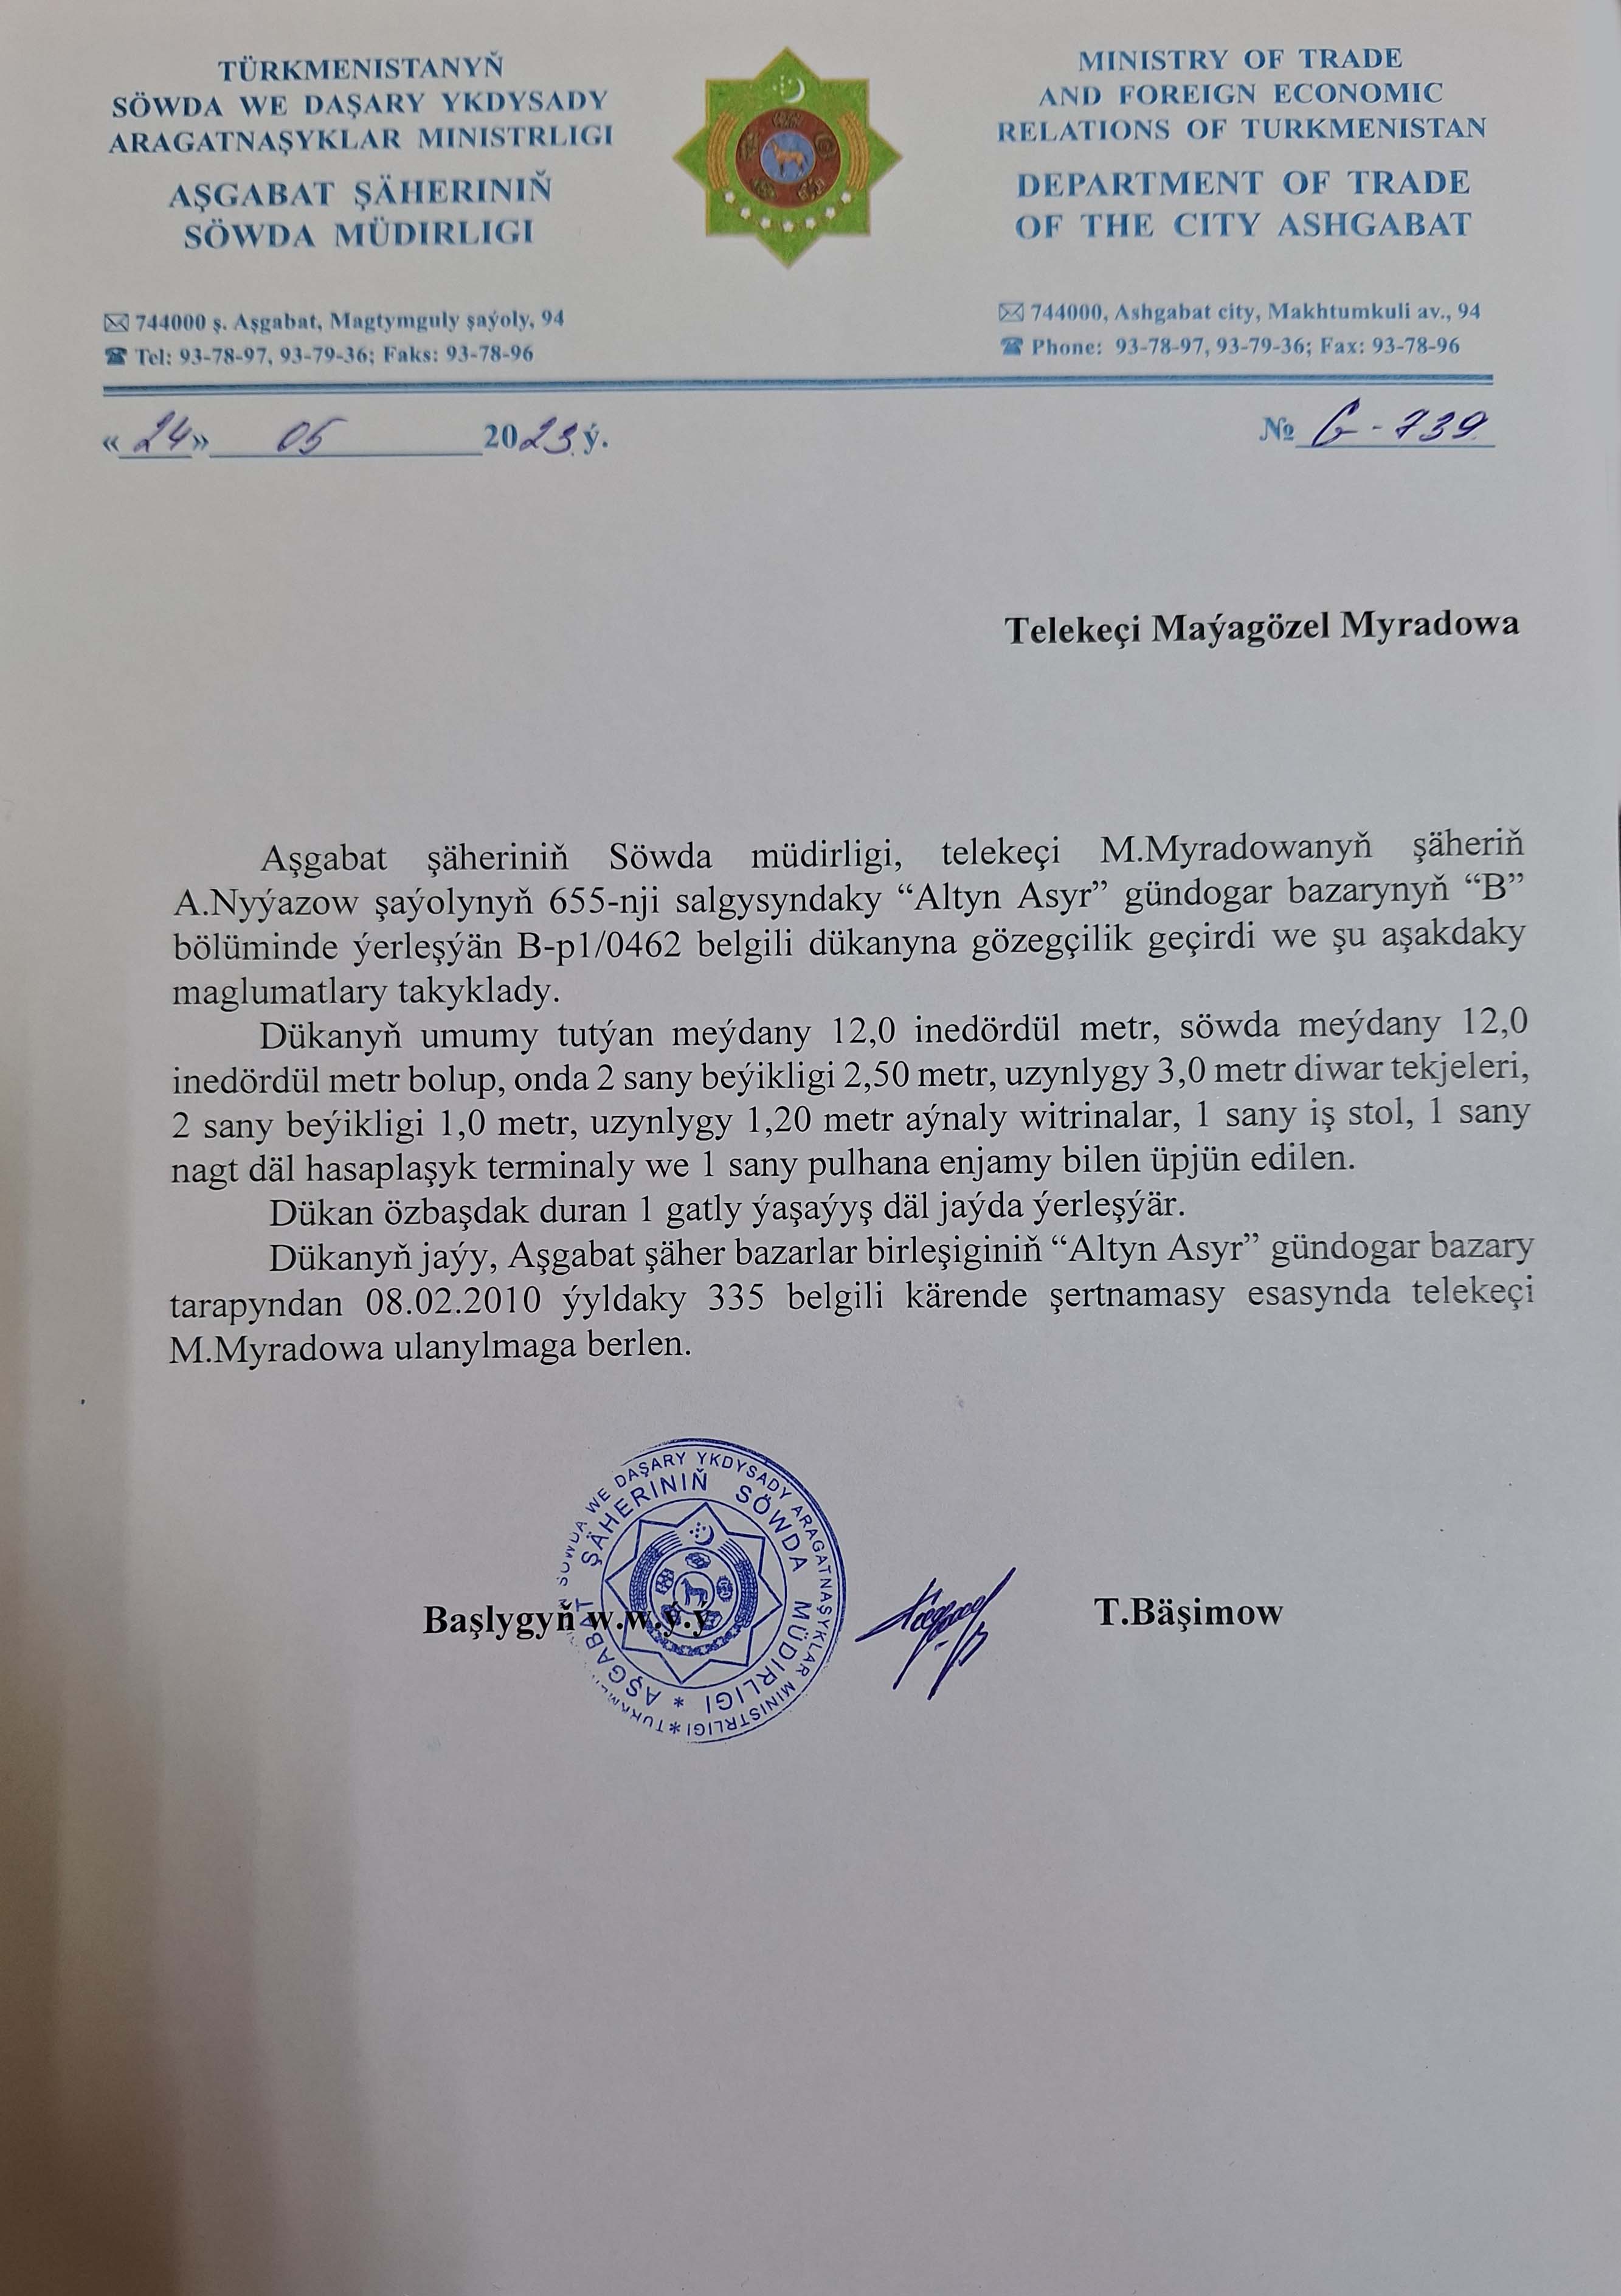 TÜRKMENISTANYŇ
SÖWDA WE DAŞARY YKDYSADY
ARAGATNAŞYKLAR MINISTRLIGI
AŞGABAT ŞÄHERINIŇ
SÖWDA MÜDIRLIGI
744000 ş. Aşgabat, Magtymguly şaýoly, 94
Tel: 93-78-97, 93-79-36; Faks: 93-78-96
MINISTRY OF TRADE
AND FOREIGN ECONOMIC
RELATIONS OF TURKMENISTAN
DEPARTMENT OF TRADE
OF THE CITY ASHGABAT
744000, Ashgabat city, Makhtumkuli av., 94
Phone: 93-78-97, 93-79-36; Fax: 93-78-96
«24» 05 2023 ý.
№ G-739
Telekeçi Maýagözel Myradowa
Aşgabat şäheriniň Söwda müdirligi, telekeçi M.Myradowanyň şäheriň
A.Nyýazow şaýolynyň 655-nji salgysyndaky “Altyn Asyr” gündogar bazarynyň “B”
bölüminde ýerleşýän B-p1/0462 belgili dükanyna gözegçilik geçirdi we şu aşakdaky
maglumatlary takyklady.
Dükanyň umumy tutýan meýdany 12,0 inedördül metr, söwda meýdany 12,0
inedördül metr bolup, onda 2 sany beýikligi 2,50 metr, uzynlygy 3,0 metr diwar tekjeleri,
2 sany beýikligi 1,0 metr, uzynlygy 1,20 metr aýnaly witrinalar, 1 sany iş stol, 1 sany
nagt däl hasaplaşyk terminaly we 1 sany pulhana enjamy bilen üpjün edilen.
Dükan özbaşdak duran 1 gatly ýaşaýyş däl jaýda ýerleşýär.
Dükanyň jaýy, Aşgabat şäher bazarlar birleşiginiň “Altyn Asyr” gündogar bazary
tarapyndan 08.02.2010 ýyldaky 335 belgili kärende şertnamasy esasynda telekeçi
M.Myradowa ulanylmaga berlen.
Başlygyň w.w.ý.ý
T.Bäşimow
SÖWDA WE DAŞARY YKDYSADY ARAGATNAŞYKLAR MINISTRLIGI *
AŞGABAT ŞÄHERINIŇ SÖWDA MÜDIRLIGI *